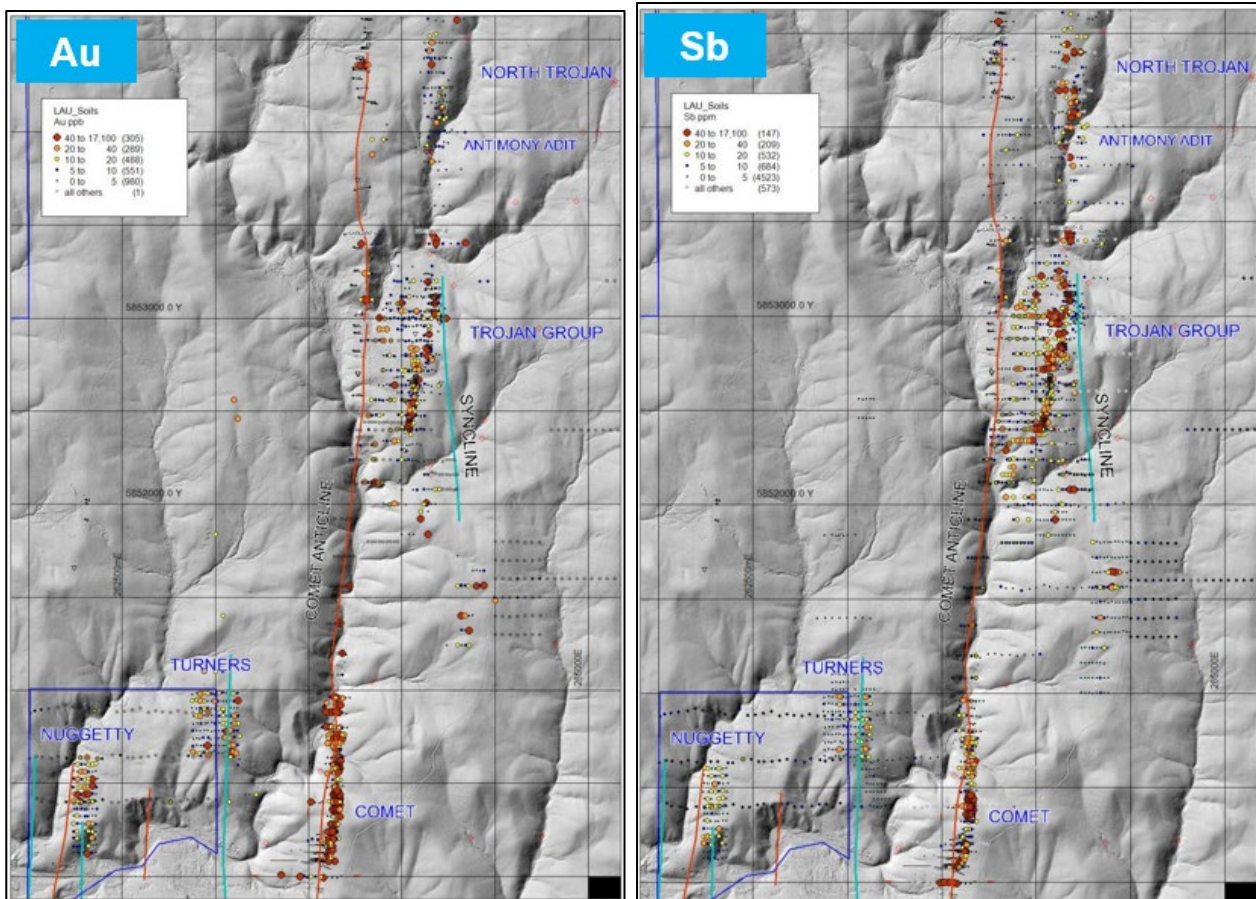 Au
LAU_Soils
Au ppb
40 to 17,100 (305)
20 to 40 (289)
10 to 20 (488)
5 to 10 (551)
0 to 5 (980)
all others (1)
NORTH TROJAN
ANTIMONY ADIT
5853000.0 Y
TROJAN GROUP
SYNCLINE
5852000.0 Y
COMET ANTICLINE
TURNERS
NUGGETTY
COMET
Sb
LAU_Soils
Sb ppm
40 to 17,100 (147)
20 to 40 (209)
10 to 20 (532)
5 to 10 (684)
0 to 5 (4523)
all others (573)
NORTH TROJAN
ANTIMONY ADIT
5853000.0 Y
TROJAN GROUP
SYNCLINE
5852000.0 Y
COMET ANTICLINE
TURNERS
NUGGETTY
COMET